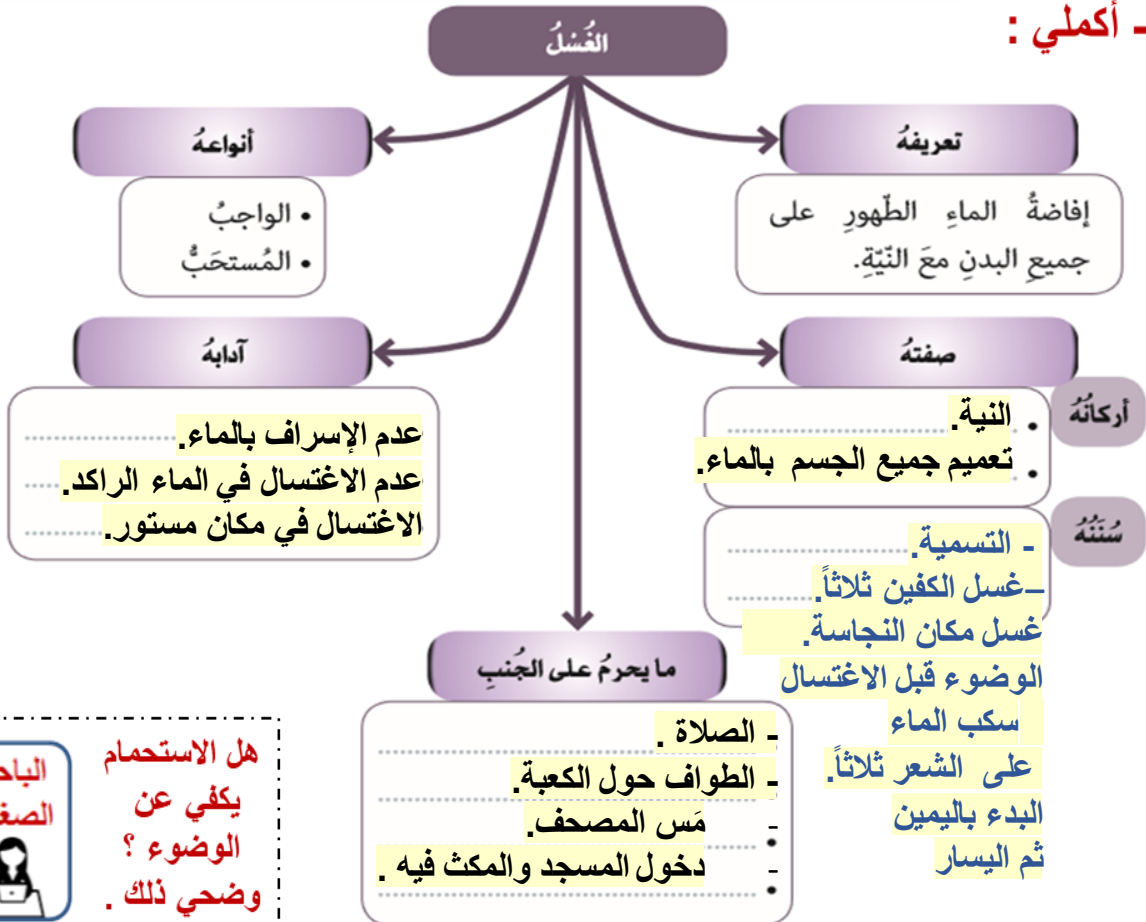 - أكملي :
الغُسْلُ
تعريفهُ
إفاضةُ الماءِ الطّهورِ على
جميعِ البدنِ معَ النّيّةِ.
أنواعهُ
• الواجبُ
• المُستحَبُّ
صفتهُ
أركانُهُ
• النية.
• تعميم جميع الجسم بالماء.
سُنَنُهُ
- التسمية.
–غسل الكفين ثلاثاً.
غسل مكان النجاسة.
الوضوء قبل الاغتسال
سكب الماء
على الشعر ثلاثاً.
البدء باليمين
ثم اليسار
آدابهُ
عدم الإسراف بالماء.
عدم الاغتسال في الماء الراكد.
الاغتسال في مكان مستور.
ما يحرمُ على الجُنبِ
- الصلاة .
- الطواف حول الكعبة.
- مَس المصحف.
- دخول المسجد والمكث فيه .
هل الاستحمام
يكفي عن
الوضوء ؟
وضحي ذلك .